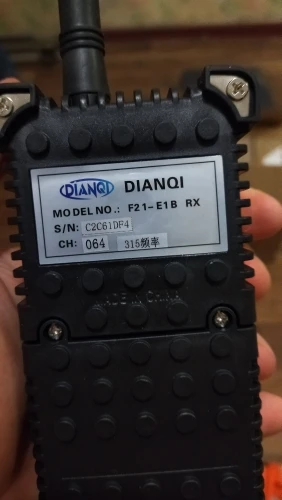 DIANQI DIANQI
MODEL NO.: F21-E1B RX
S/N: C2C61DF4
CH: 064 315频率
MADE IN CHINA